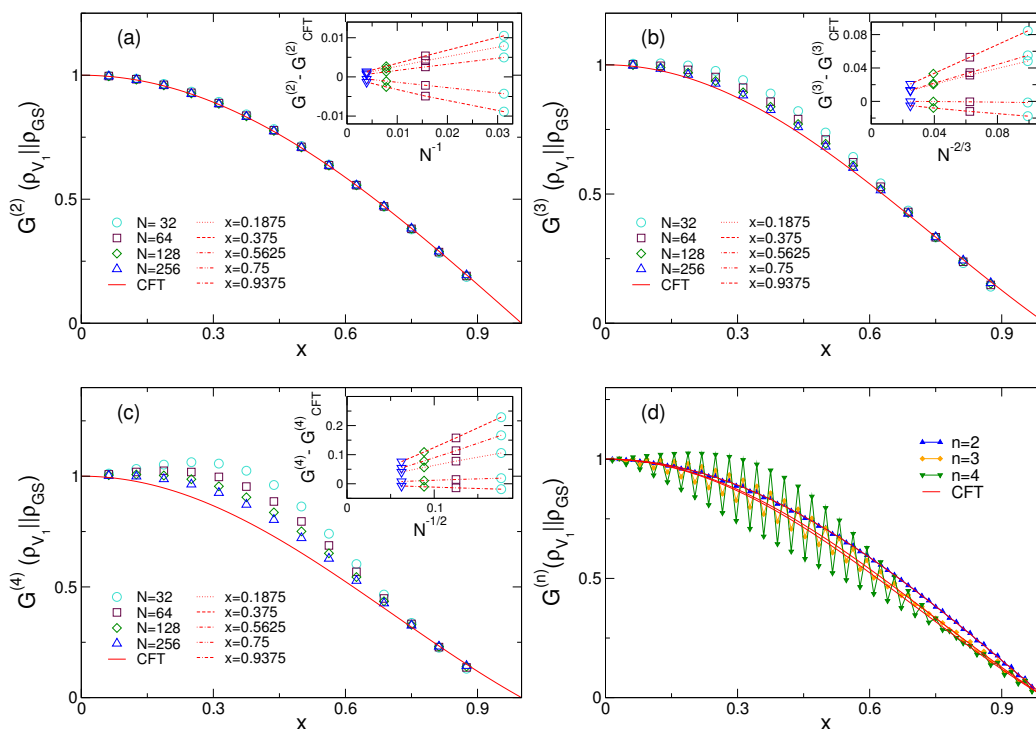 (a)
G^(2) (ρ_V1||ρ_GS)
1
0.5
0
0 0.3 0.6 0.9
x
N= 32
N=64
N=128
N=256
CFT
x=0.1875
x=0.375
x=0.5625
x=0.75
x=0.9375
G^(2) - G^(2)_CFT
0.01
0
-0.01
0 0.01 0.02 0.03
N^-1
(b)
G^(3) (ρ_V1||ρ_GS)
1
0.5
0
0 0.3 0.6 0.9
x
N= 32
N=64
N=128
N=256
CFT
x=0.1875
x=0.375
x=0.5625
x=0.75
x=0.9375
G^(3) - G^(3)_CFT
0.08
0.04
0
0 0.04 0.08
N^-2/3
(c)
G^(4) (ρ_V1||ρ_GS)
1
0.5
0
0 0.3 0.6 0.9
x
N=32
N=64
N=128
N=256
CFT
x=0.1875
x=0.375
x=0.5625
x=0.75
x=0.9375
G^(4) - G^(4)_CFT
0.2
0.1
0
0 0.1
N^-1/2
(d)
G^(n) (ρ_V1||ρ_GS)
1
0.5
0
0 0.3 0.6 0.9
x
n=2
n=3
n=4
CFT